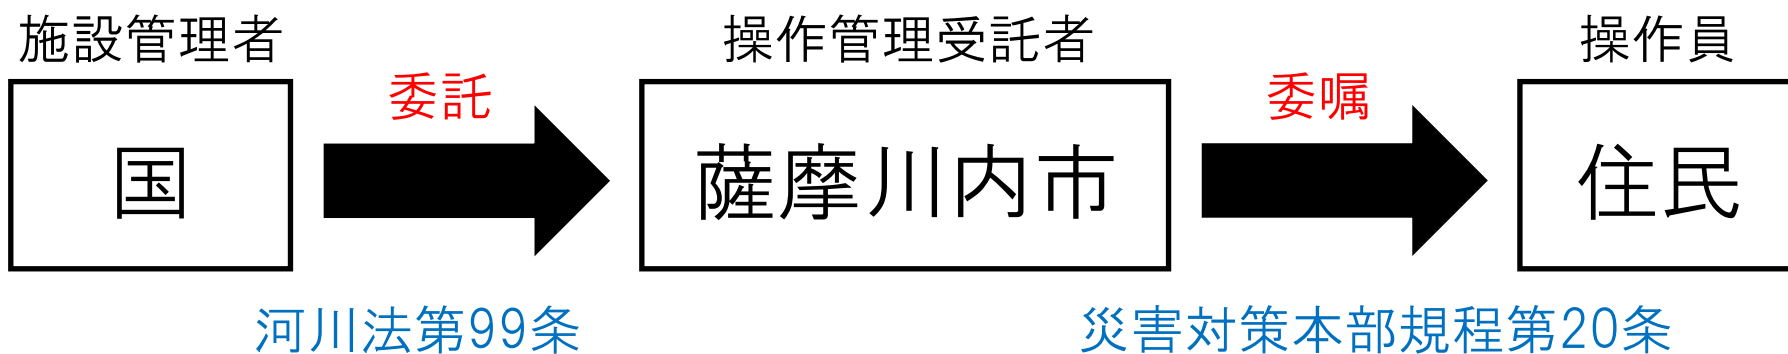 施設管理者
操作管理受託者
操作員
委託
委嘱
国
薩摩川内市
住民
河川法第99条
災害対策本部規程第20条